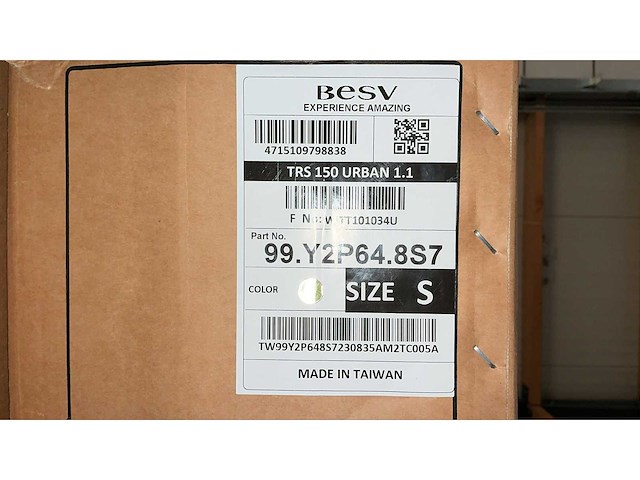 BESV
EXPERIENCE AMAZING
4715109798838
TRS 150 URBAN 1.1
Part No.
99.Y2P64.8S7
COLOR
SIZE S
TW99Y2P648S7230835AM2TC005A
MADE IN TAIWAN